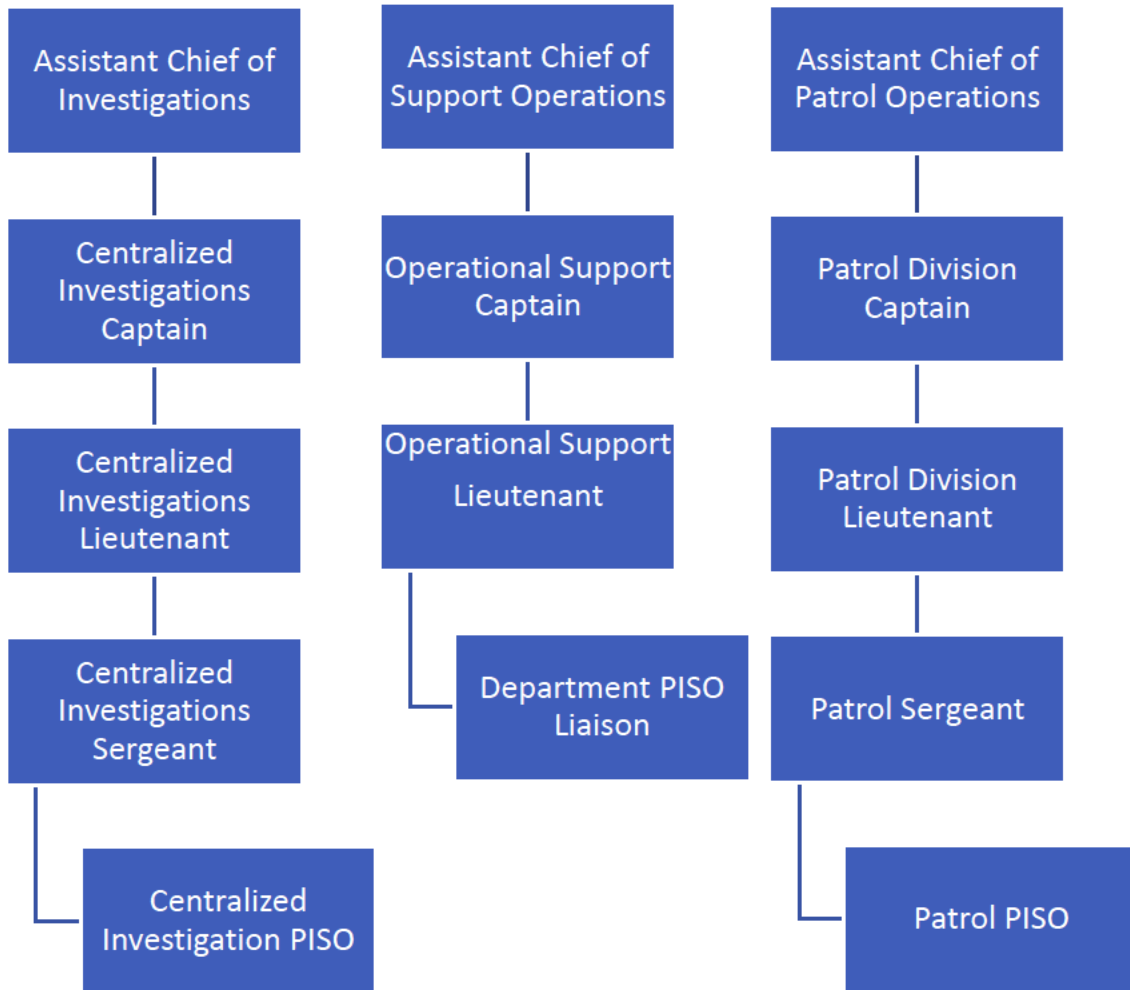 Assistant Chief of
Investigations
Centralized
Investigations
Captain
Centralized
Investigations
Lieutenant
Centralized
Investigations
Sergeant
Centralized
Investigation PISO
Assistant Chief of
Support Operations
Operational Support
Captain
Operational Support
Lieutenant
Department PISO
Liaison
Assistant Chief of
Patrol Operations
Patrol Division
Captain
Patrol Division
Lieutenant
Patrol Sergeant
Patrol PISO